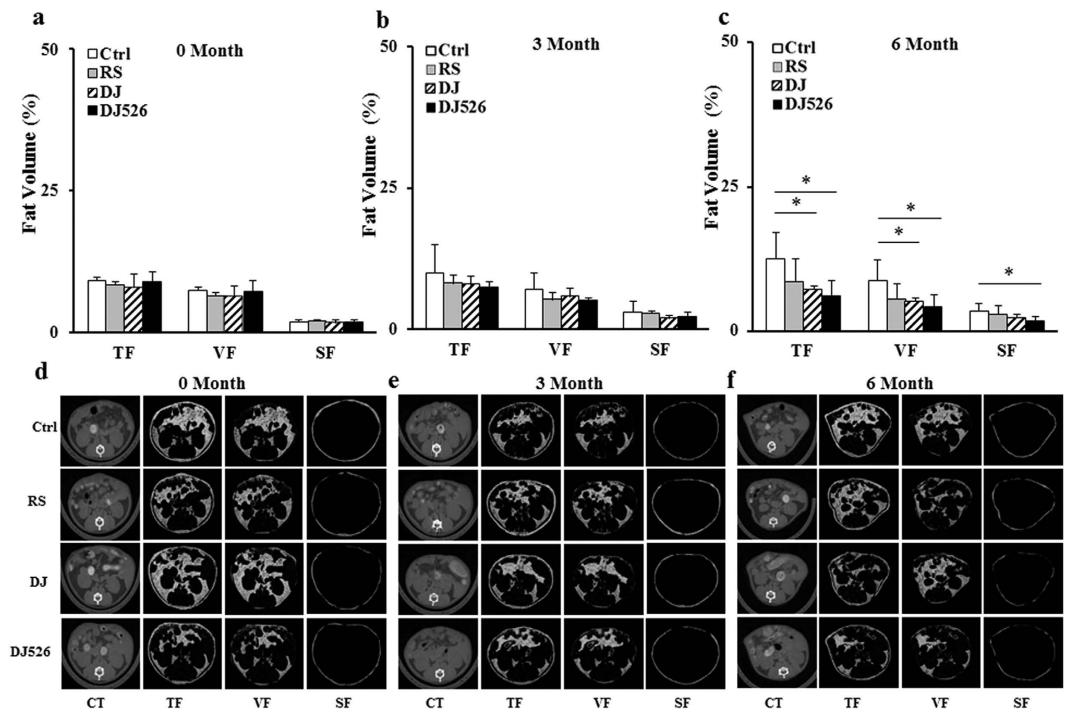 a
0 Month
50
25
0
Fat Volume (%)
Ctrl
RS
DJ
DJ526
TF VF SF
b
3 Month
50
25
0
Fat Volume (%)
Ctrl
RS
DJ
DJ526
TF VF SF
c
6 Month
50
25
0
Fat Volume (%)
Ctrl
RS
DJ
DJ526
*
*
*
*
*
TF VF SF
d 0 Month e 3 Month f 6 Month
Ctrl
RS
DJ
DJ526
CT TF VF SF CT TF VF SF CT TF VF SF